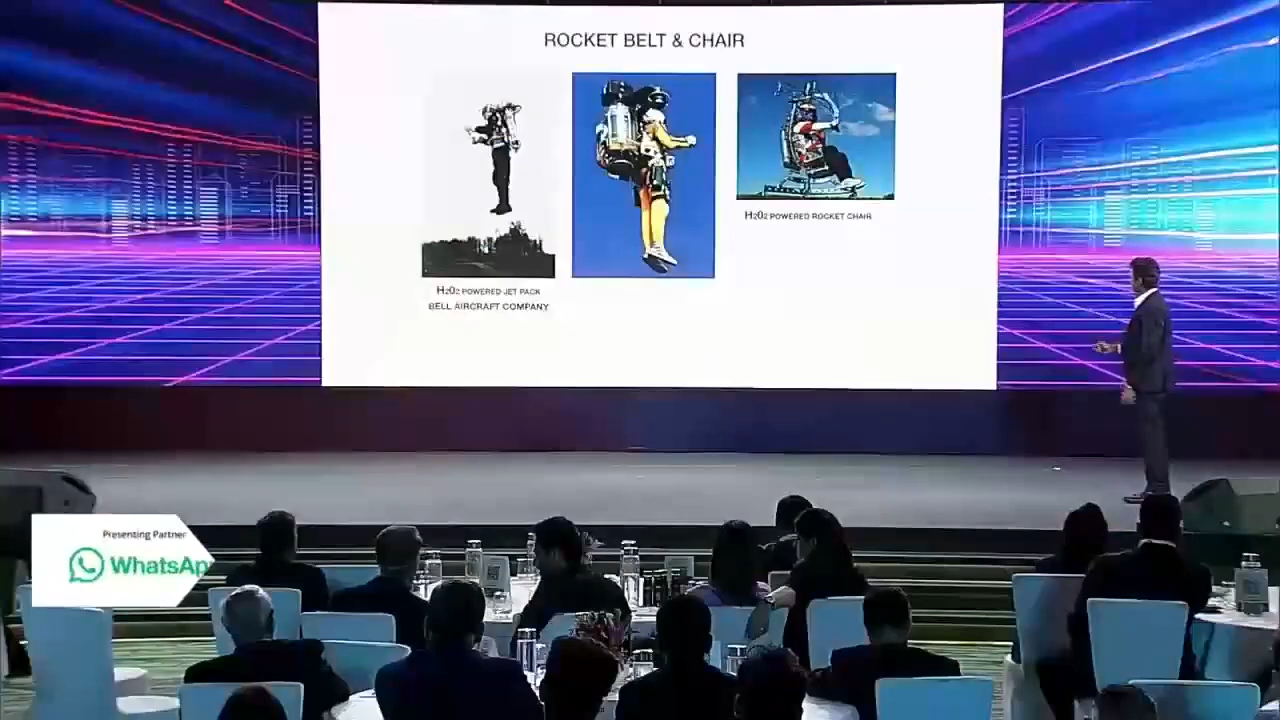 ROCKET BELT & CHAIR
H2O2 POWERED JET PACK
BELL AIRCRAFT COMPANY
H2O2 POWERED ROCKET CHAIR
Presenting Partner
WhatsAp